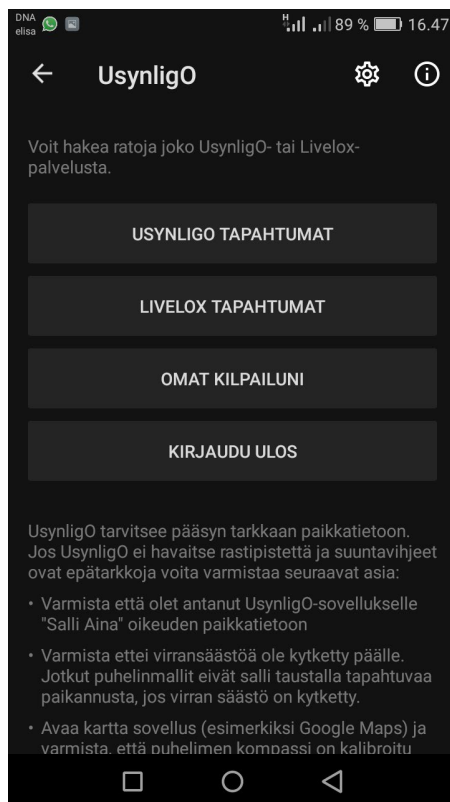 DNA
elisa
H
89 %
16.47
UsynligO
Voit hakea ratoja joko UsynligO- tai Livelox-
palvelusta.
USYNLIGO TAPAHTUMAT
LIVELOX TAPAHTUMAT
OMAT KILPAILUNI
KIRJAUDU ULOS
UsynligO tarvitsee pääsyn tarkkaan paikkatietoon.
Jos UsynligO ei havaitse rastipistettä ja suuntavihjeet
ovat epätarkkoja voita varmistaa seuraavat asia:
• Varmista että olet antanut UsynligO-sovellukselle
"Salli Aina" oikeuden paikkatietoon
• Varmista ettei virransäästöä ole kytketty päälle.
Jotkut puhelinmallit eivät salli taustalla tapahtuvaa
paikannusta, jos virran säästö on kytketty.
• Avaa kartta sovellus (esimerkiksi Google Maps) ja
varmista, että puhelimen kompassi on kalibroitu